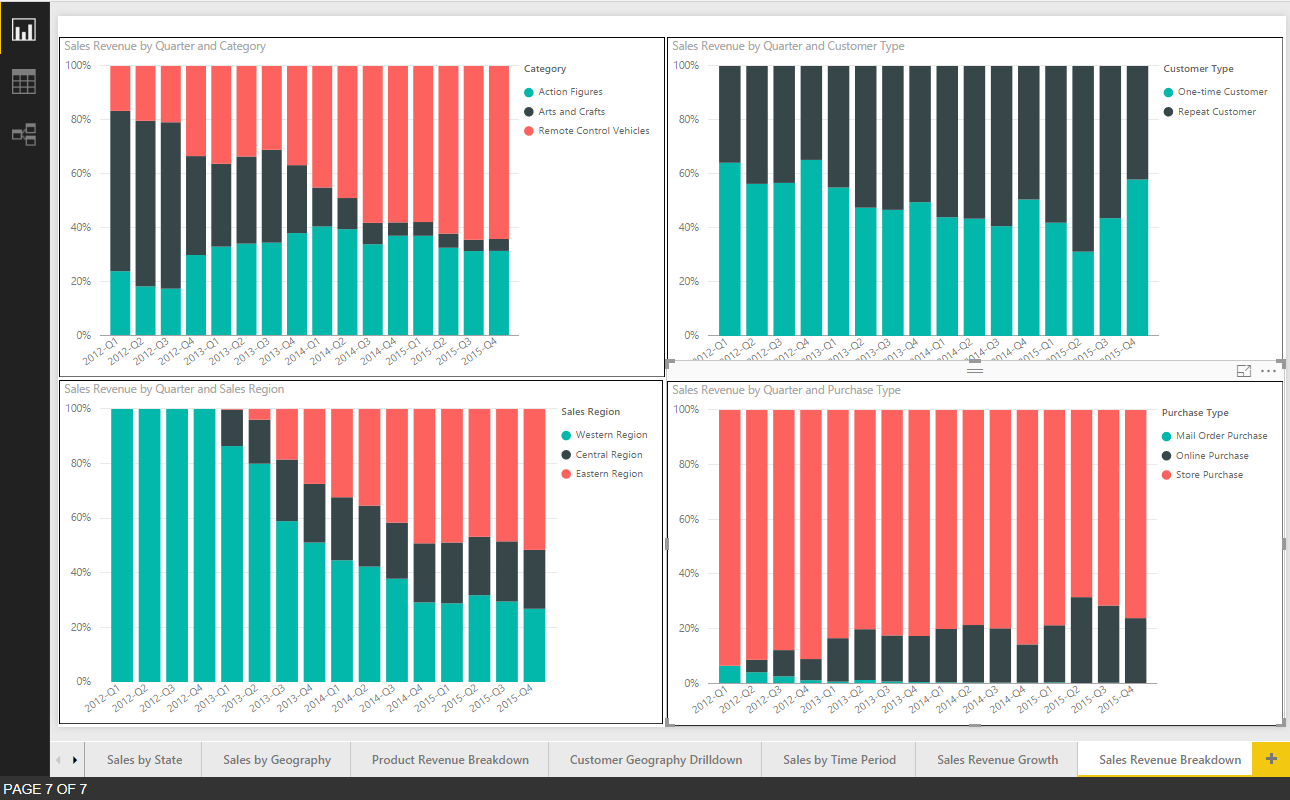 Sales Revenue by Quarter and Category
100%
80%
60%
40%
20%
0%
2012-Q1 2012-Q2 2012-Q3 2012-Q4 2013-Q1 2013-Q2 2013-Q3 2013-Q4 2014-Q1 2014-Q2 2014-Q3 2014-Q4 2015-Q1 2015-Q2 2015-Q3 2015-Q4
Category
Action Figures
Arts and Crafts
Remote Control Vehicles
Sales Revenue by Quarter and Customer Type
100%
80%
60%
40%
20%
0%
2012-Q1 2012-Q2 2012-Q3 2012-Q4 2013-Q1 2013-Q2 2013-Q3 2013-Q4 2014-Q1 2014-Q2 2014-Q3 2014-Q4 2015-Q1 2015-Q2 2015-Q3 2015-Q4
Customer Type
One-time Customer
Repeat Customer
Sales Revenue by Quarter and Sales Region
100%
80%
60%
40%
20%
0%
2012-Q1 2012-Q2 2012-Q3 2012-Q4 2013-Q1 2013-Q2 2013-Q3 2013-Q4 2014-Q1 2014-Q2 2014-Q3 2014-Q4 2015-Q1 2015-Q2 2015-Q3 2015-Q4
Sales Region
Western Region
Central Region
Eastern Region
Sales Revenue by Quarter and Purchase Type
100%
80%
60%
40%
20%
0%
2012-Q1 2012-Q2 2012-Q3 2012-Q4 2013-Q1 2013-Q2 2013-Q3 2013-Q4 2014-Q1 2014-Q2 2014-Q3 2014-Q4 2015-Q1 2015-Q2 2015-Q3 2015-Q4
Purchase Type
Mail Order Purchase
Online Purchase
Store Purchase
Sales by State Sales by Geography Product Revenue Breakdown Customer Geography Drilldown Sales by Time Period Sales Revenue Growth Sales Revenue Breakdown +
PAGE 7 OF 7